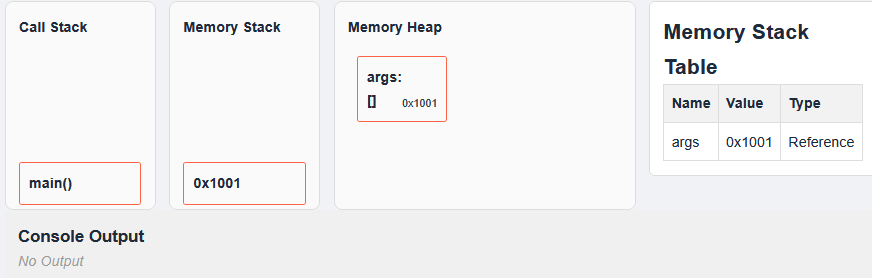 Call Stack
main()
Memory Stack
0x1001
Memory Heap
args:
[] 0x1001
Memory Stack
Table
Name Value Type
args 0x1001 Reference
Console Output
No Output